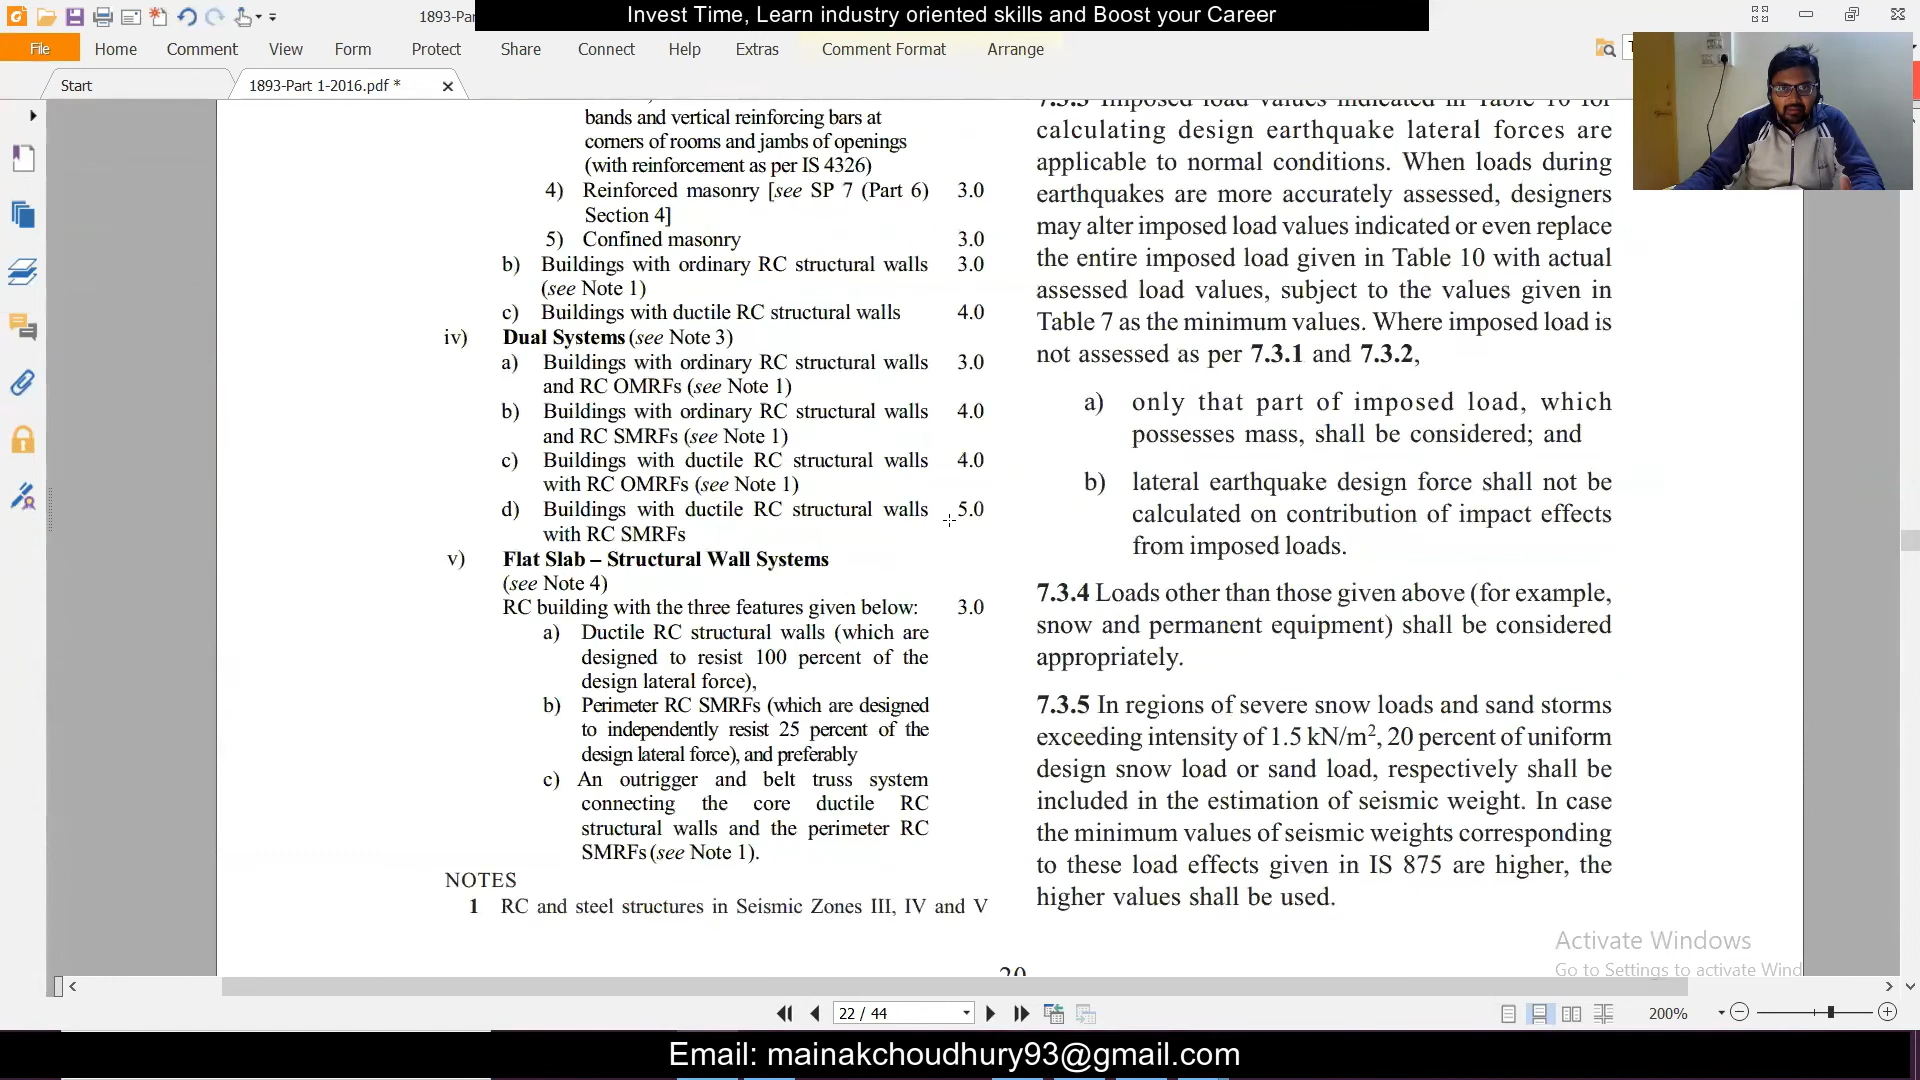 1893-Par
Invest Time, Learn industry oriented skills and Boost your Career
File Home Comment View Form Protect Share Connect Help Extras Comment Format Arrange
Start
1893-Part 1-2016.pdf *
bands and vertical reinforcing bars at
corners of rooms and jambs of openings
(with reinforcement as per IS 4326)
4) Reinforced masonry [see SP 7 (Part 6) 3.0
Section 4]
5) Confined masonry 3.0
b) Buildings with ordinary RC structural walls 3.0
(see Note 1)
c) Buildings with ductile RC structural walls 4.0
iv) Dual Systems (see Note 3)
a) Buildings with ordinary RC structural walls 3.0
and RC OMRFs (see Note 1)
b) Buildings with ordinary RC structural walls 4.0
and RC SMRFs (see Note 1)
c) Buildings with ductile RC structural walls 4.0
with RC OMRFs (see Note 1)
d) Buildings with ductile RC structural walls 5.0
with RC SMRFs
v) Flat Slab – Structural Wall Systems
(see Note 4)
RC building with the three features given below: 3.0
a) Ductile RC structural walls (which are
designed to resist 100 percent of the
design lateral force),
b) Perimeter RC SMRFs (which are designed
to independently resist 25 percent of the
design lateral force), and preferably
c) An outrigger and belt truss system
connecting the core ductile RC
structural walls and the perimeter RC
SMRFs (see Note 1).
NOTES
1 RC and steel structures in Seismic Zones III, IV and V
7.3.3 Imposed load values indicated in Table 10 for
calculating design earthquake lateral forces are
applicable to normal conditions. When loads during
earthquakes are more accurately assessed, designers
may alter imposed load values indicated or even replace
the entire imposed load given in Table 10 with actual
assessed load values, subject to the values given in
Table 7 as the minimum values. Where imposed load is
not assessed as per 7.3.1 and 7.3.2,
a) only that part of imposed load, which
possesses mass, shall be considered; and
b) lateral earthquake design force shall not be
calculated on contribution of impact effects
from imposed loads.
7.3.4 Loads other than those given above (for example,
snow and permanent equipment) shall be considered
appropriately.
7.3.5 In regions of severe snow loads and sand storms
exceeding intensity of 1.5 kN/m², 20 percent of uniform
design snow load or sand load, respectively shall be
included in the estimation of seismic weight. In case
the minimum values of seismic weights corresponding
to these load effects given in IS 875 are higher, the
higher values shall be used.
20
Activate Windows
Go to Settings to activate Wind
22 / 44
200%
Email: mainakchoudhury93@gmail.com